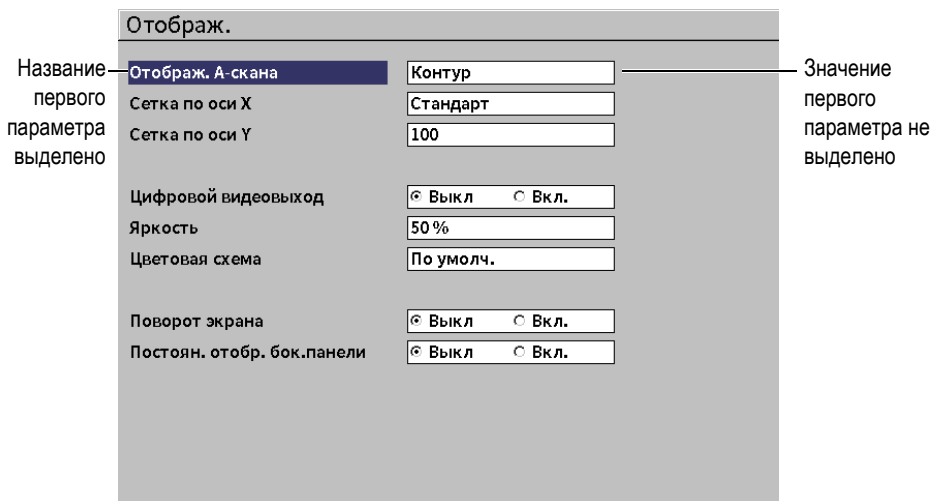 Отображ.
Название
первого
параметра
выделено
Отображ. А-скана
Контур
Значение
первого
параметра не
выделено
Сетка по оси X
Стандарт
Сетка по оси Y
100
Цифровой видеовыход
Выкл Вкл.
Яркость
50 %
Цветовая схема
По умолч.
Поворот экрана
Выкл Вкл.
Постоян. отобр. бок.панели
Выкл Вкл.